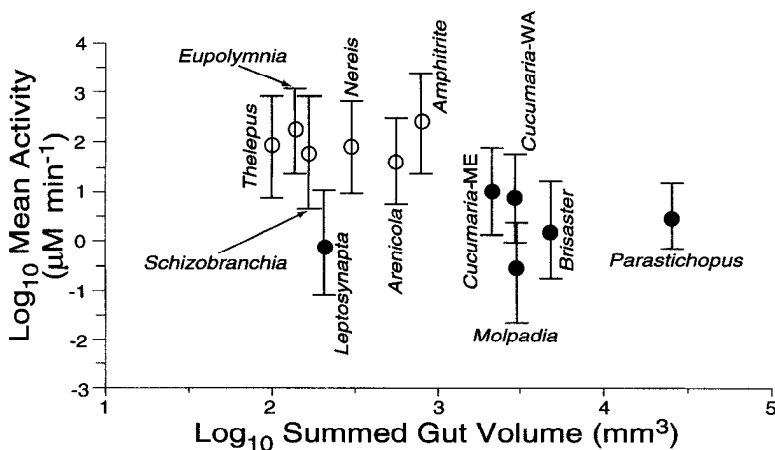 Log10 Mean Activity
(µM min⁻¹)
4
3
2
1
0
-1
-2
-3
Eupolymnia
Thelepus
Schizobranchia
Leptosynapta
Nereis
Arenicola
Amphitrite
Cucumaria-ME
Cucumaria-WA
Molpadia
Brisaster
Parastichopus
1
2
3
4
5
Log10 Summed Gut Volume (mm³)